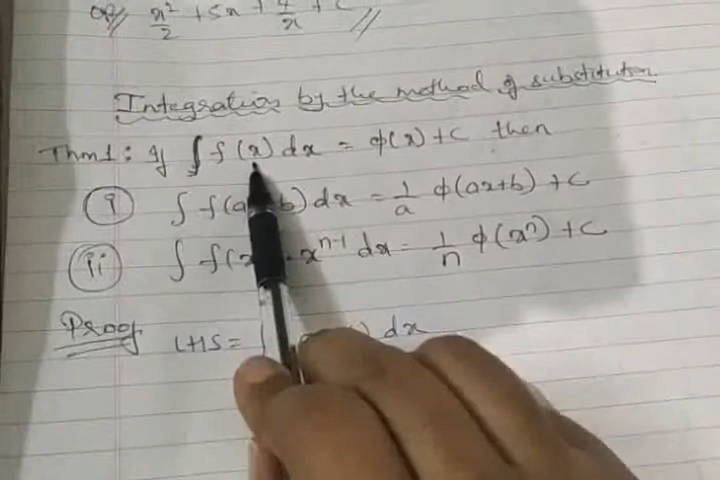 x²/2 + 5x + 4/x + C //
Integration by the method of substitution
Thm1: If ∫ f(x) dx = φ(x) + C then
(i) ∫ f(a b) dx = 1/a φ(ax+b) + C
(ii) ∫ f( x^{n-1} dx = 1/n φ(xⁿ) + C
Proof LHS = ∫ ) dx